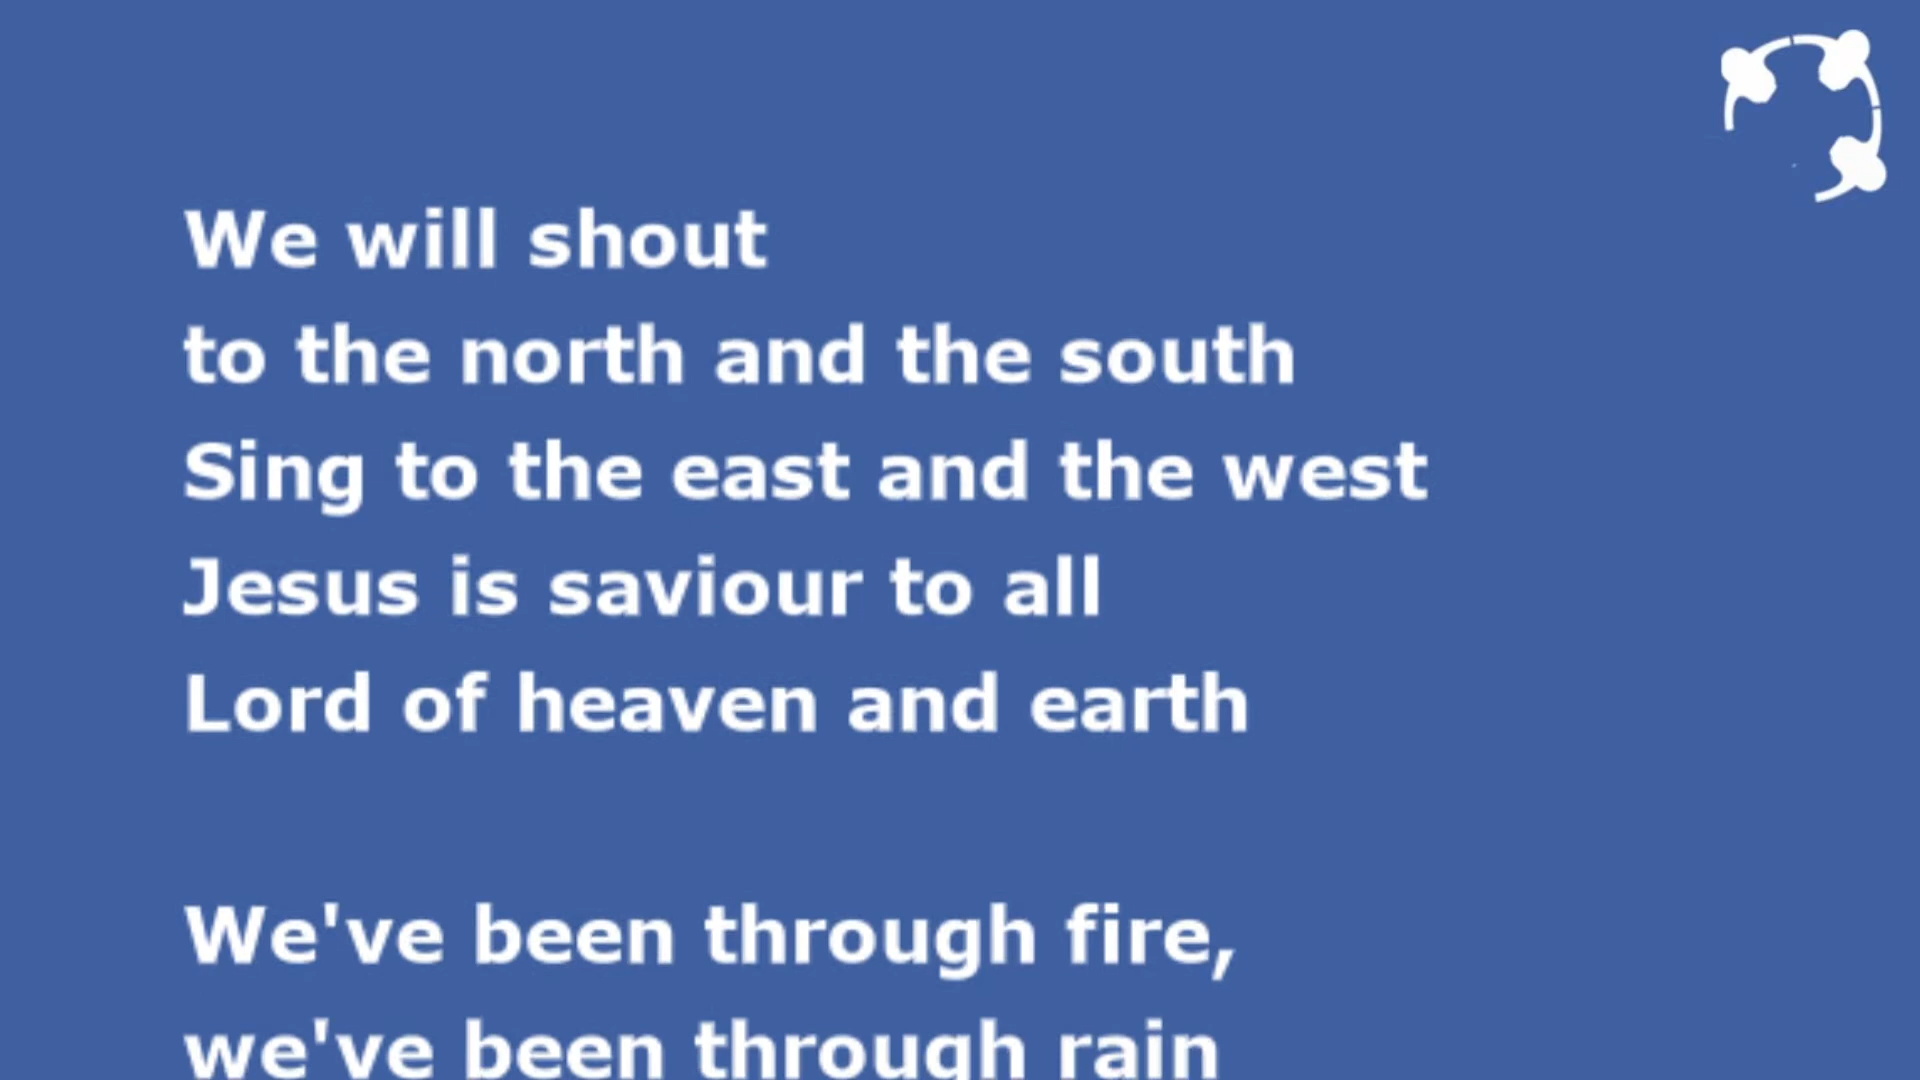 We will shout
to the north and the south
Sing to the east and the west
Jesus is saviour to all
Lord of heaven and earth
We've been through fire,
we've been through rain